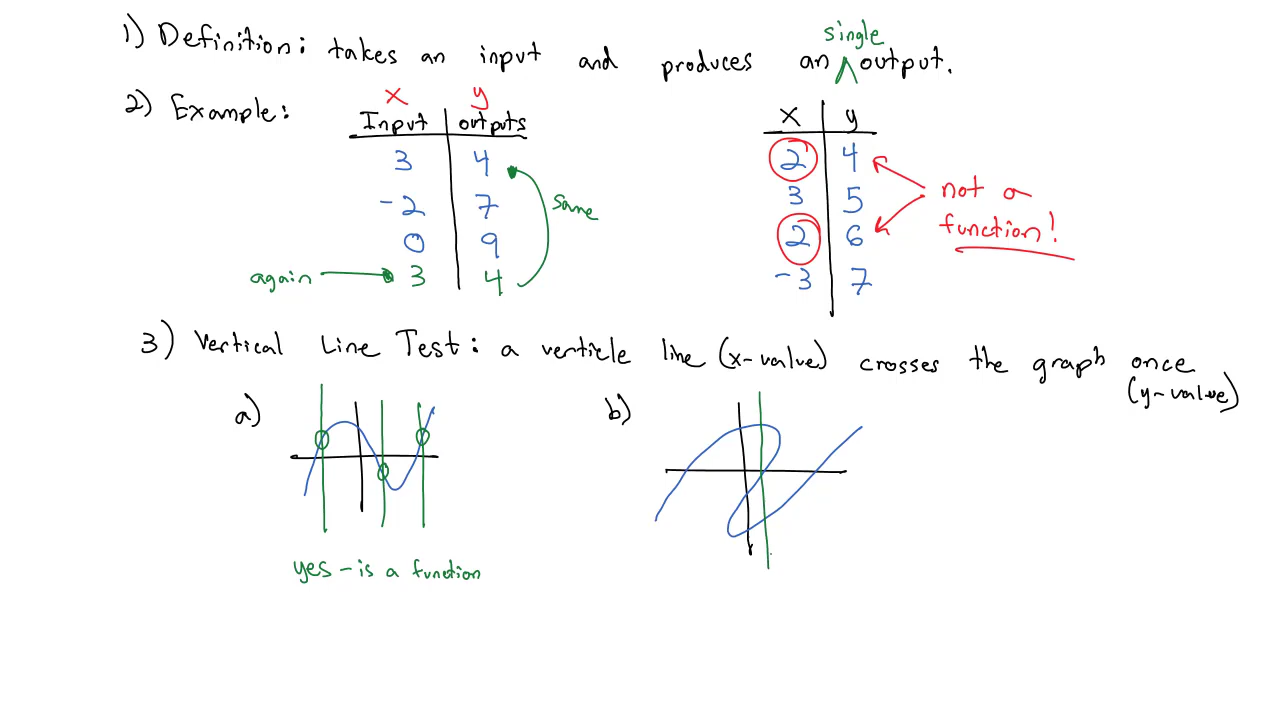 1) Definition: takes an input and produces an single output.
2) Example:
x y
Input outputs
3 4
-2 7
0 9
again 3 4
same
x y
2 4
3 5
2 6
-3 7
not a
function!
3) Vertical Line Test: a verticle line (x-value) crosses the graph once
(y-value)
a)
b)
yes - is a function